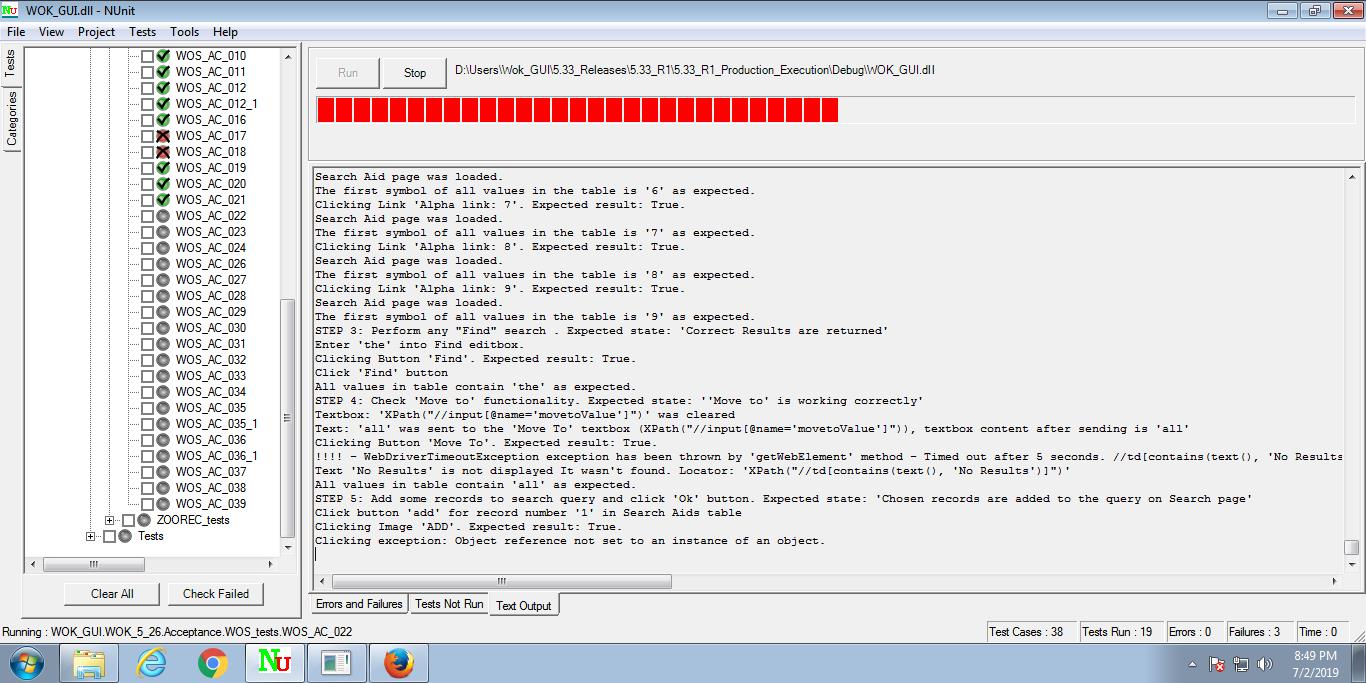 WOK_GUI.dll - NUnit
File View Project Tests Tools Help
Tests
Categories
WOS_AC_010
WOS_AC_011
WOS_AC_012
WOS_AC_012_1
WOS_AC_016
WOS_AC_017
WOS_AC_018
WOS_AC_019
WOS_AC_020
WOS_AC_021
WOS_AC_022
WOS_AC_023
WOS_AC_024
WOS_AC_026
WOS_AC_027
WOS_AC_028
WOS_AC_029
WOS_AC_030
WOS_AC_031
WOS_AC_032
WOS_AC_033
WOS_AC_034
WOS_AC_035
WOS_AC_035_1
WOS_AC_036
WOS_AC_036_1
WOS_AC_037
WOS_AC_038
WOS_AC_039
ZOOREC_tests
Tests
Clear All Check Failed
Run Stop D:\Users\Wok_GUI\5.33_Releases\5.33_R1\5.33_R1_Production_Execution\Debug\WOK_GUI.dll
Search Aid page was loaded.
The first symbol of all values in the table is '6' as expected.
Clicking Link 'Alpha link: 7'. Expected result: True.
Search Aid page was loaded.
The first symbol of all values in the table is '7' as expected.
Clicking Link 'Alpha link: 8'. Expected result: True.
Search Aid page was loaded.
The first symbol of all values in the table is '8' as expected.
Clicking Link 'Alpha link: 9'. Expected result: True.
Search Aid page was loaded.
The first symbol of all values in the table is '9' as expected.
STEP 3: Perform any "Find" search . Expected state: 'Correct Results are returned'
Enter 'the' into Find editbox.
Clicking Button 'Find'. Expected result: True.
Click 'Find' button
All values in table contain 'the' as expected.
STEP 4: Check 'Move to' functionality. Expected state: ''Move to' is working correctly'
Textbox: 'XPath("//input[@name='movetoValue']")' was cleared
Text: 'all' was sent to the 'Move To' textbox (XPath("//input[@name='movetoValue']")), textbox content after sending is 'all'
Clicking Button 'Move To'. Expected result: True.
!!!! - WebDriverTimeoutException exception has been thrown by 'getWebElement' method - Timed out after 5 seconds. //td[contains(text(), 'No Results
Text 'No Results' is not displayed It wasn't found. Locator: 'XPath("//td[contains(text(), 'No Results')]")'
All values in table contain 'all' as expected.
STEP 5: Add some records to search query and click 'Ok' button. Expected state: 'Chosen records are added to the query on Search page'
Click button 'add' for record number '1' in Search Aids table
Clicking Image 'ADD'. Expected result: True.
Clicking exception: Object reference not set to an instance of an object.
Errors and Failures Tests Not Run Text Output
Running : WOK_GUI.WOK_5_26.Acceptance.WOS_tests.WOS_AC_022 Test Cases : 38 Tests Run : 19 Errors : 0 Failures : 3 Time : 0
8:49 PM
7/2/2019